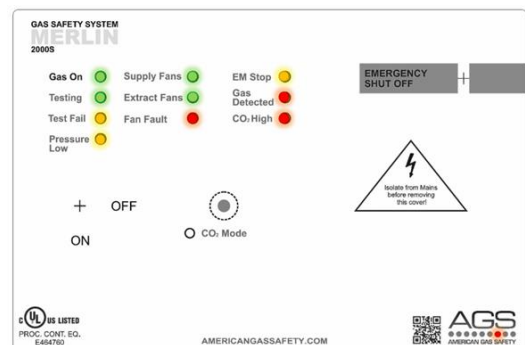 GAS SAFETY SYSTEM
MERLIN
2000S
Gas On
Supply Fans
EM Stop
Testing
Extract Fans
Gas Detected
Test Fail
Fan Fault
CO₂ High
Pressure Low
EMERGENCY
SHUT OFF
Isolate from Mains
before removing
this cover!
OFF
ON
CO₂ Mode
C UL US LISTED
PROC. CONT. EQ.
E464760
AMERICANGASSAFETY.COM
AGS
AMERICAN GAS SAFETY